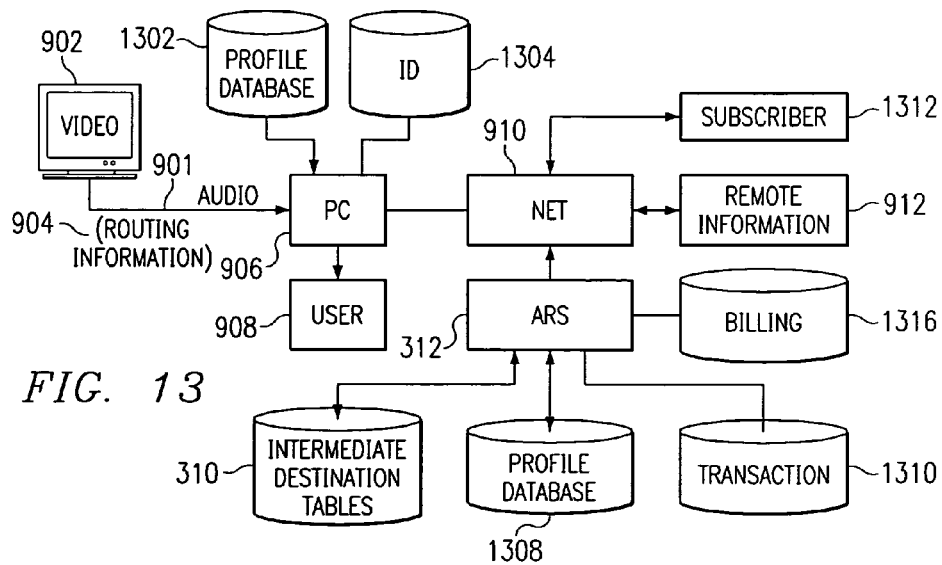 902
1302
PROFILE
DATABASE
ID
1304
VIDEO
901
AUDIO
904
(ROUTING
INFORMATION)
PC
906
910
NET
SUBSCRIBER
1312
REMOTE
INFORMATION
912
908
USER
312
ARS
BILLING
1316
FIG. 13
310
INTERMEDIATE
DESTINATION
TABLES
PROFILE
DATABASE
1308
TRANSACTION
1310